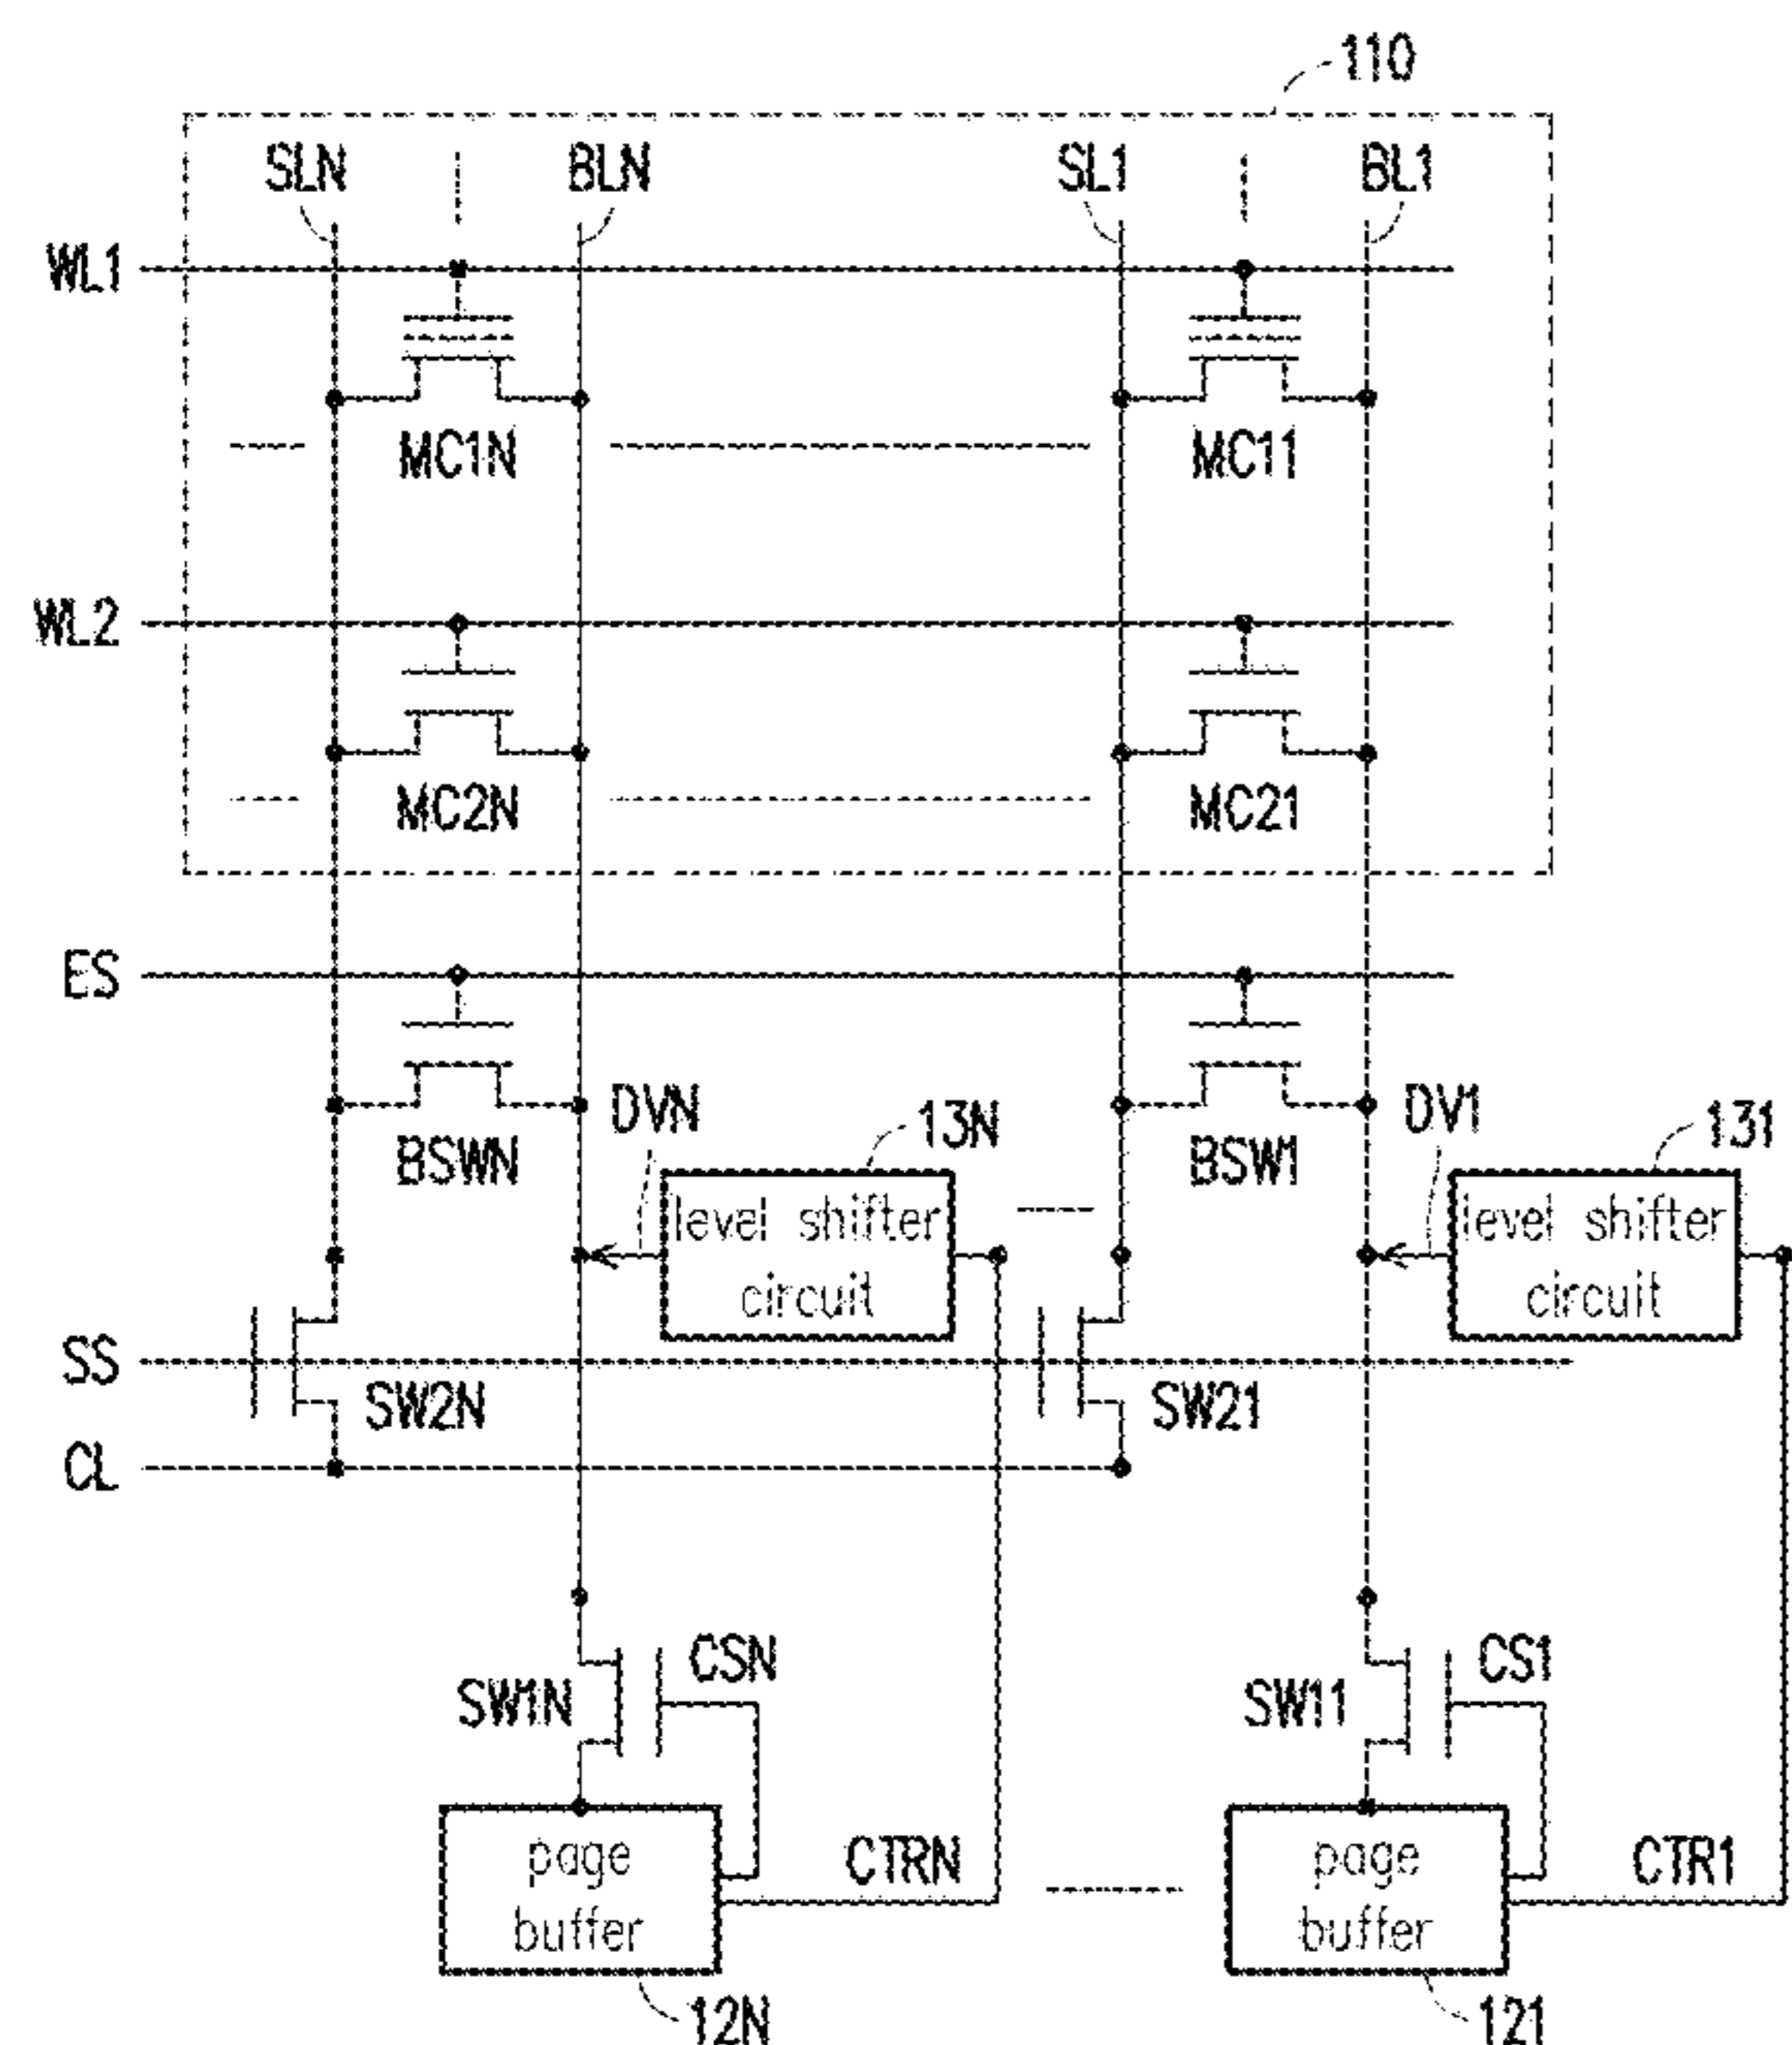 110
SLN BLN SL1 BL1
WL1
MC1N MC11
WL2
MC2N MC21
ES
DVN 13N DV1 131
BSWN BSW1
level shifter circuit
level shifter circuit
SS
SW2N SW21
CL
CSN CS1
SW1N SW11
page buffer
CTRN
page buffer
CTR1
12N 121